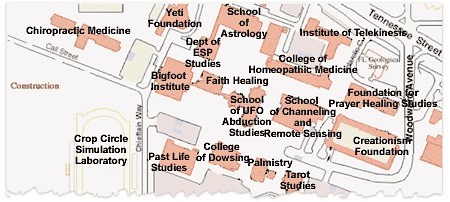 Yeti
Foundation
School
of
Astrology
Tennessee Street
Chiropractic Medicine
Institute of Telekinesis
Call Street
Dept of
ESP
Studies
College of
Homeopathic Medicine
FL Geological
Survey
Bigfoot
Institute
Faith Healing
Construction
Foundation for
Prayer Healing Studies
Woodward Avenue
School
of UFO
Abduction
Studies
School
of Channeling
and
Remote Sensing
Chieftain Way
Crop Circle
Simulation
Laboratory
Creationism
Foundation
Past Life
Studies
College
of Dowsing
Palmistry
Tarot
Studies